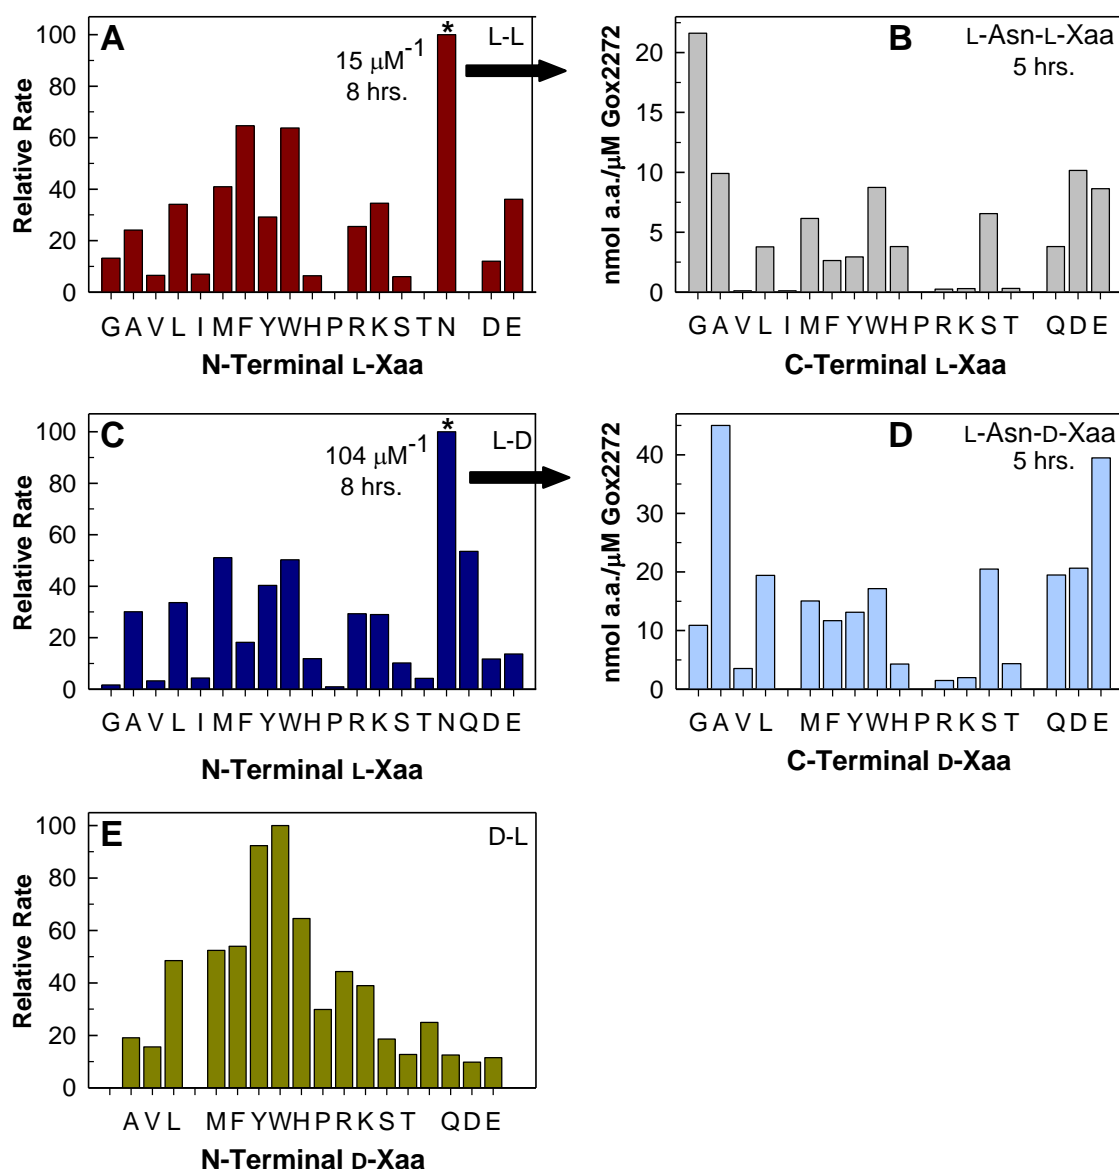 A
*
L-L
15 μM-1
8 hrs.
Relative Rate
100
80
60
40
20
0
G A V L I M F Y W H P R K S T N D E
N-Terminal L-Xaa
B
L-Asn-L-Xaa
5 hrs.
nmol a.a./μM Gox2272
20
15
10
5
0
G A V L I M F Y W H P R K S T Q D E
C-Terminal L-Xaa
C
*
L-D
104 μM-1
8 hrs.
Relative Rate
100
80
60
40
20
0
G A V L I M F Y W H P R K S T N Q D E
N-Terminal L-Xaa
D
L-Asn-D-Xaa
5 hrs.
nmol a.a./μM Gox2272
40
30
20
10
0
G A V L M F Y W H P R K S T Q D E
C-Terminal D-Xaa
E
D-L
Relative Rate
100
80
60
40
20
0
A V L M F Y W H P R K S T Q D E
N-Terminal D-Xaa